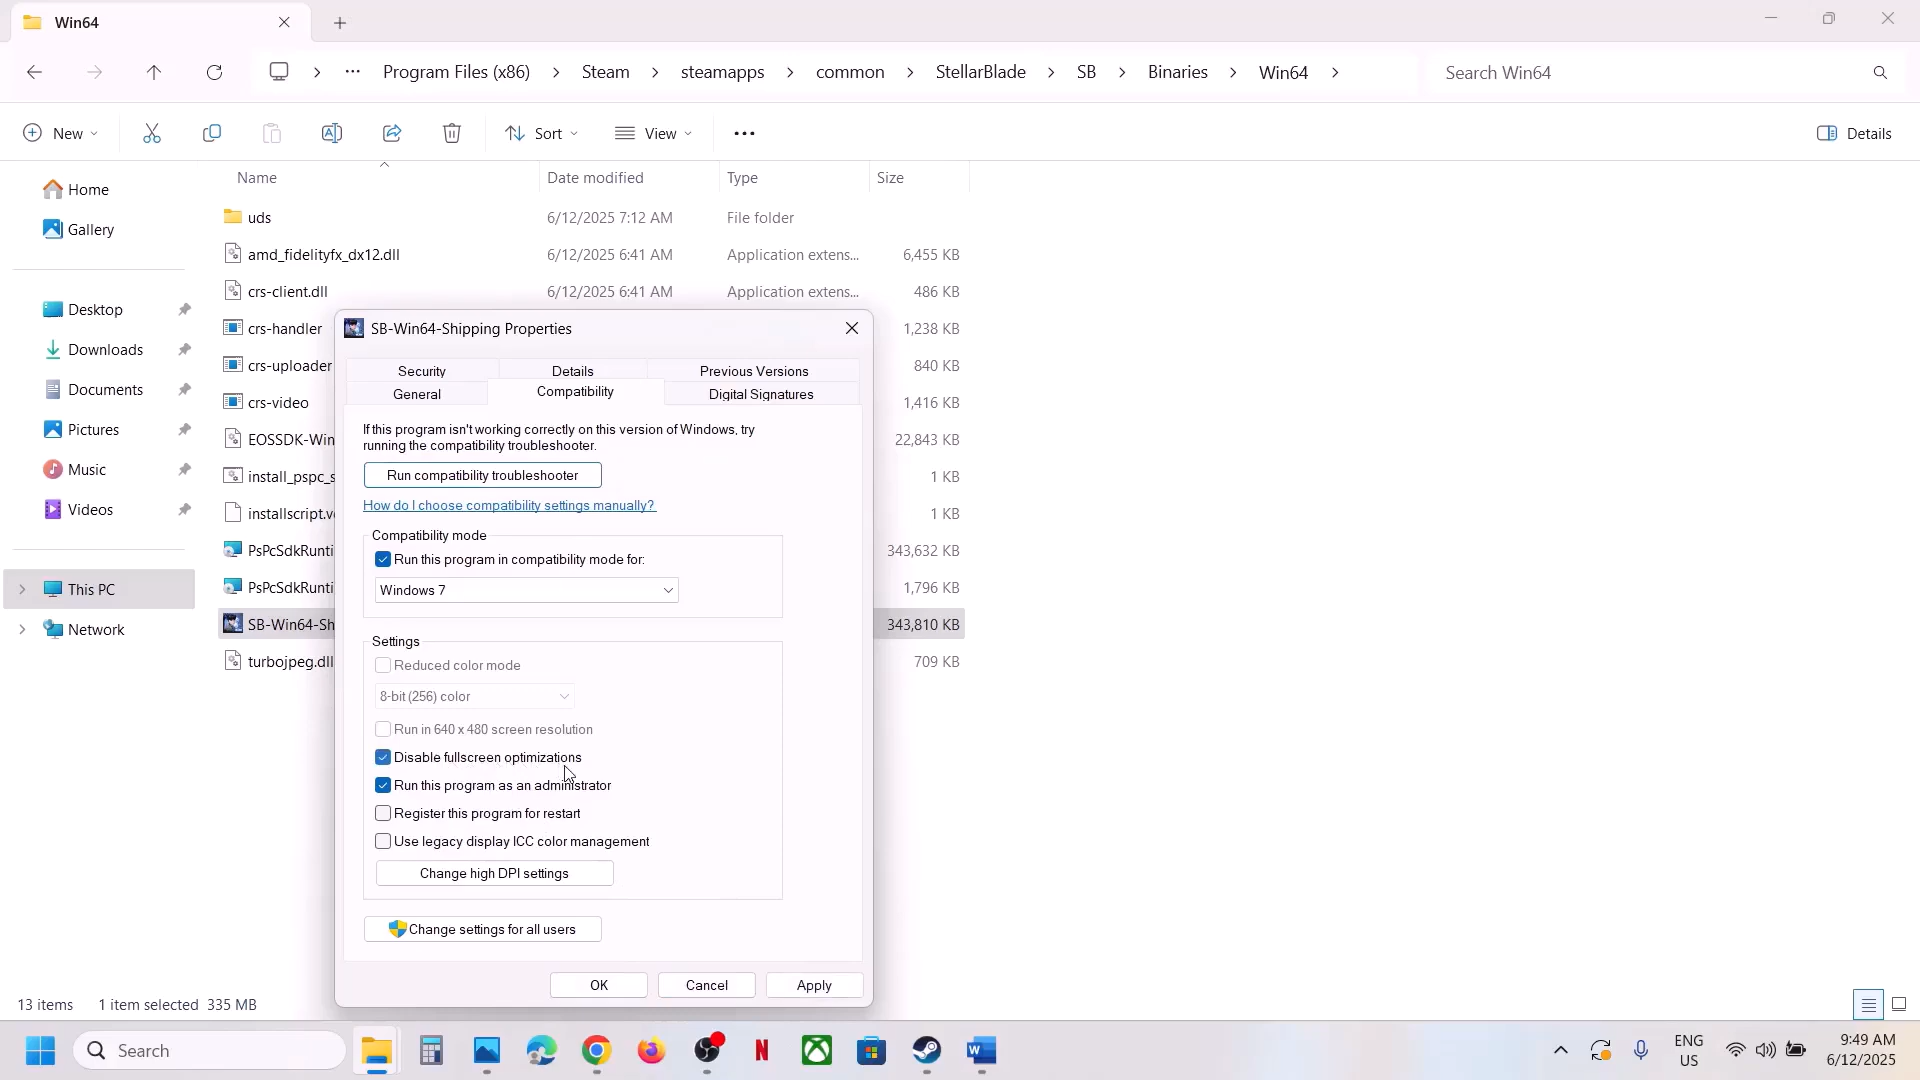 Win64
Program Files (x86) Steam steamapps common StellarBlade SB Binaries Win64
Search Win64
New
Sort
View
Details
Name Date modified Type Size
Home
Gallery
Desktop
Downloads
Documents
Pictures
Music
Videos
This PC
Network
uds 6/12/2025 7:12 AM File folder
amd_fidelityfx_dx12.dll 6/12/2025 6:41 AM Application extens... 6,455 KB
crs-client.dll 6/12/2025 6:41 AM Application extens... 486 KB
crs-handler 1,238 KB
crs-uploader 840 KB
crs-video 1,416 KB
EOSSDK-Win 22,843 KB
install_pspc_s 1 KB
installscript.v 1 KB
PsPcSdkRunti 343,632 KB
PsPcSdkRunti 1,796 KB
SB-Win64-Sh 343,810 KB
turbojpeg.dll 709 KB
SB-Win64-Shipping Properties
Security Details Previous Versions
General Compatibility Digital Signatures
If this program isn't working correctly on this version of Windows, try
running the compatibility troubleshooter.
Run compatibility troubleshooter
How do I choose compatibility settings manually?
Compatibility mode
Run this program in compatibility mode for:
Windows 7
Settings
Reduced color mode
8-bit (256) color
Run in 640 x 480 screen resolution
Disable fullscreen optimizations
Run this program as an administrator
Register this program for restart
Use legacy display ICC color management
Change high DPI settings
Change settings for all users
OK Cancel Apply
13 items 1 item selected 335 MB
Search
ENG
US
9:49 AM
6/12/2025